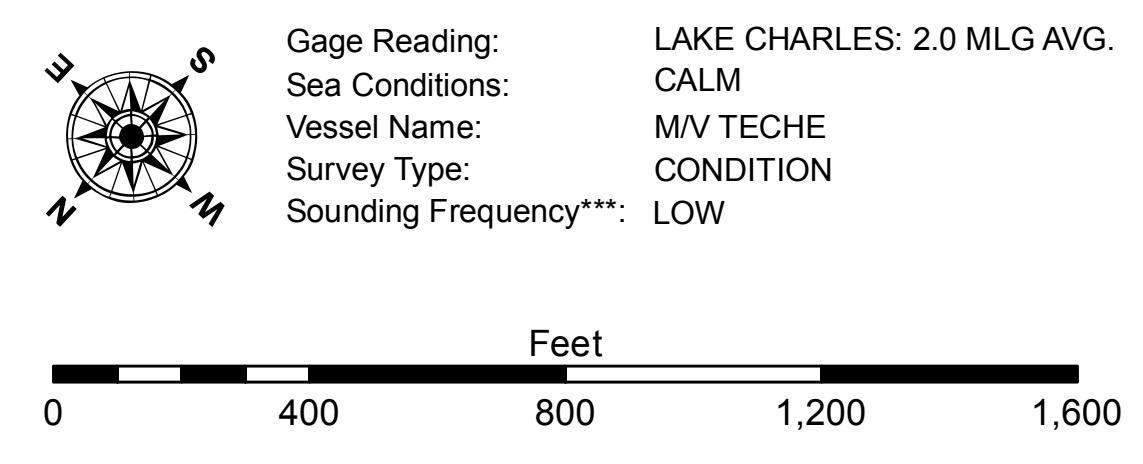 E S
N W
Gage Reading: LAKE CHARLES: 2.0 MLG AVG.
Sea Conditions: CALM
Vessel Name: M/V TECHE
Survey Type: CONDITION
Sounding Frequency***: LOW
Feet
0 400 800 1,200 1,600